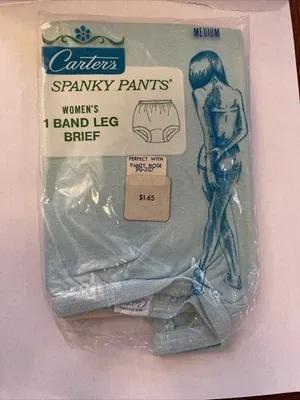 MEDIUM
Carter's
SPANKY PANTS®
WOMEN'S
1 BAND LEG
BRIEF
PERFECT WITH
PANTY HOSE
$1.65